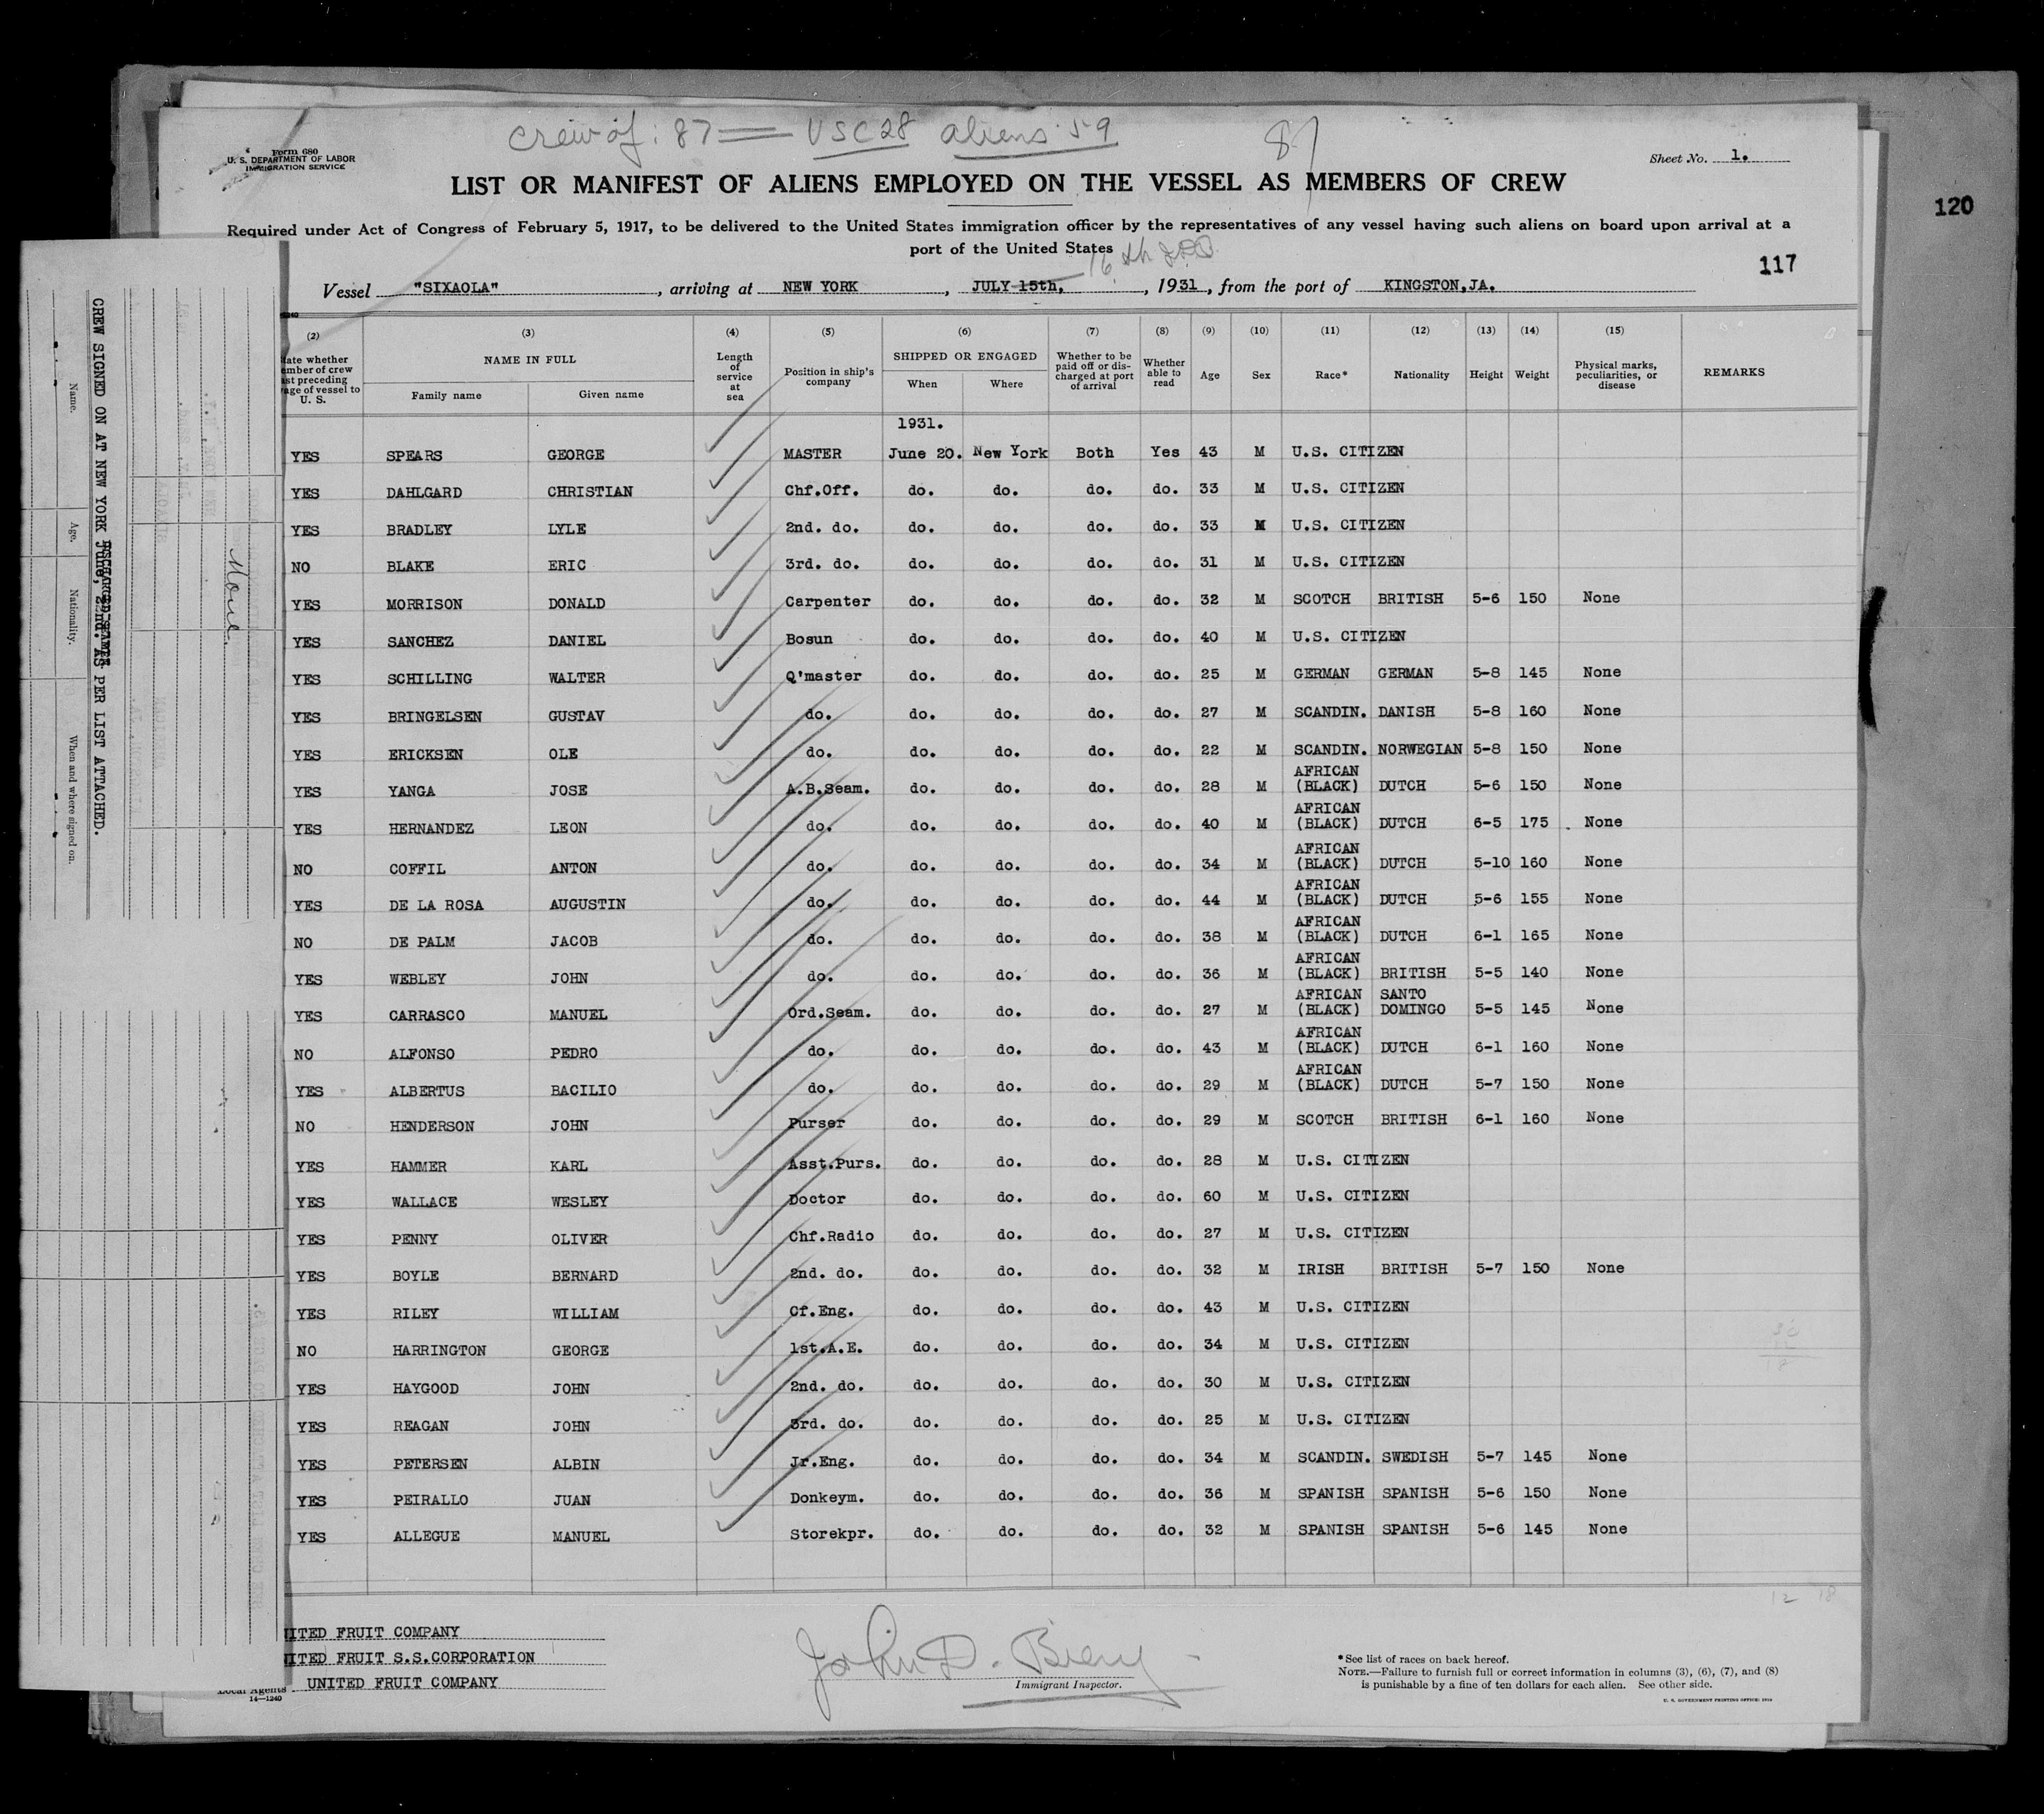 crew of: 87 = USC 28 aliens 59
87
Form 680
U. S. DEPARTMENT OF LABOR
IMMIGRATION SERVICE
Sheet No. 1.
LIST OR MANIFEST OF ALIENS EMPLOYED ON THE VESSEL AS MEMBERS OF CREW
120
Required under Act of Congress of February 5, 1917, to be delivered to the United States immigration officer by the representatives of any vessel having such aliens on board upon arrival at a
port of the United States
16th
117
Vessel "SIXAOLA", arriving at NEW YORK, JULY 15th, 1931, from the port of KINGSTON,JA.
(2) (3) (4) (5) (6) (7) (8) (9) (10) (11) (12) (13) (14) (15)
ate whether
mber of crew
st preceding
age of vessel to
U. S.
NAME IN FULL
Family name Given name
Length
of
service
at
sea
Position in ship's
company
SHIPPED OR ENGAGED
When Where
Whether to be
paid off or dis-
charged at port
of arrival
Whether
able to
read
Age Sex Race* Nationality Height Weight
Physical marks,
peculiarities, or
disease
REMARKS
1931.
YES SPEARS GEORGE MASTER June 20. New York Both Yes 43 M U.S. CITIZEN
YES DAHLGARD CHRISTIAN Chf.Off. do. do. do. do. 33 M U.S. CITIZEN
YES BRADLEY LYLE 2nd. do. do. do. do. do. 33 M U.S. CITIZEN
NO BLAKE ERIC 3rd. do. do. do. do. do. 31 M U.S. CITIZEN
YES MORRISON DONALD Carpenter do. do. do. do. 32 M SCOTCH BRITISH 5-6 150 None
YES SANCHEZ DANIEL Bosun do. do. do. do. 40 M U.S. CITIZEN
YES SCHILLING WALTER Q'master do. do. do. do. 25 M GERMAN GERMAN 5-8 145 None
YES BRINGELSEN GUSTAV do. do. do. do. do. 27 M SCANDIN. DANISH 5-8 160 None
YES ERICKSEN OLE do. do. do. do. do. 22 M SCANDIN. NORWEGIAN 5-8 150 None
YES YANGA JOSE A.B.Seam. do. do. do. do. 28 M AFRICAN (BLACK) DUTCH 5-6 150 None
YES HERNANDEZ LEON do. do. do. do. do. 40 M AFRICAN (BLACK) DUTCH 6-5 175 None
NO COFFIL ANTON do. do. do. do. do. 34 M AFRICAN (BLACK) DUTCH 5-10 160 None
YES DE LA ROSA AUGUSTIN do. do. do. do. do. 44 M AFRICAN (BLACK) DUTCH 5-6 155 None
NO DE PALM JACOB do. do. do. do. do. 38 M AFRICAN (BLACK) DUTCH 6-1 165 None
YES WEBLEY JOHN do. do. do. do. do. 36 M AFRICAN (BLACK) BRITISH 5-5 140 None
YES CARRASCO MANUEL Ord.Seam. do. do. do. do. 27 M AFRICAN (BLACK) SANTO DOMINGO 5-5 145 None
NO ALFONSO PEDRO do. do. do. do. do. 43 M AFRICAN (BLACK) DUTCH 6-1 160 None
YES ALBERTUS BACILIO do. do. do. do. do. 29 M AFRICAN (BLACK) DUTCH 5-7 150 None
NO HENDERSON JOHN Purser do. do. do. do. 29 M SCOTCH BRITISH 6-1 160 None
YES HAMMER KARL Asst.Purs. do. do. do. do. 28 M U.S. CITIZEN
YES WALLACE WESLEY Doctor do. do. do. do. 60 M U.S. CITIZEN
YES PENNY OLIVER Chf.Radio do. do. do. do. 27 M U.S. CITIZEN
YES BOYLE BERNARD 2nd. do. do. do. do. do. 32 M IRISH BRITISH 5-7 150 None
YES RILEY WILLIAM Cf.Eng. do. do. do. do. 43 M U.S. CITIZEN
NO HARRINGTON GEORGE 1st.A.E. do. do. do. do. 34 M U.S. CITIZEN
YES HAYGOOD JOHN 2nd. do. do. do. do. do. 30 M U.S. CITIZEN
YES REAGAN JOHN 3rd. do. do. do. do. do. 25 M U.S. CITIZEN
YES PETERSEN ALBIN Jr.Eng. do. do. do. do. 34 M SCANDIN. SWEDISH 5-7 145 None
YES PEIRALLO JUAN Donkeym. do. do. do. do. 36 M SPANISH SPANISH 5-6 150 None
YES ALLEGUE MANUEL Storekpr. do. do. do. do. 32 M SPANISH SPANISH 5-6 145 None
12 18
ITED FRUIT COMPANY
ITED FRUIT S.S.CORPORATION
UNITED FRUIT COMPANY
Local Agents
14—1240
John D.
Immigrant Inspector.
*See list of races on back hereof.
NOTE.—Failure to furnish full or correct information in columns (3), (6), (7), and (8)
is punishable by a fine of ten dollars for each alien. See other side.
U. S. GOVERNMENT PRINTING OFFICE
CREW SIGNED ON AT NEW YORK June, 22nd. AS PER LIST ATTACHED.
Name. Age. Nationality. When and where signed on.
None.